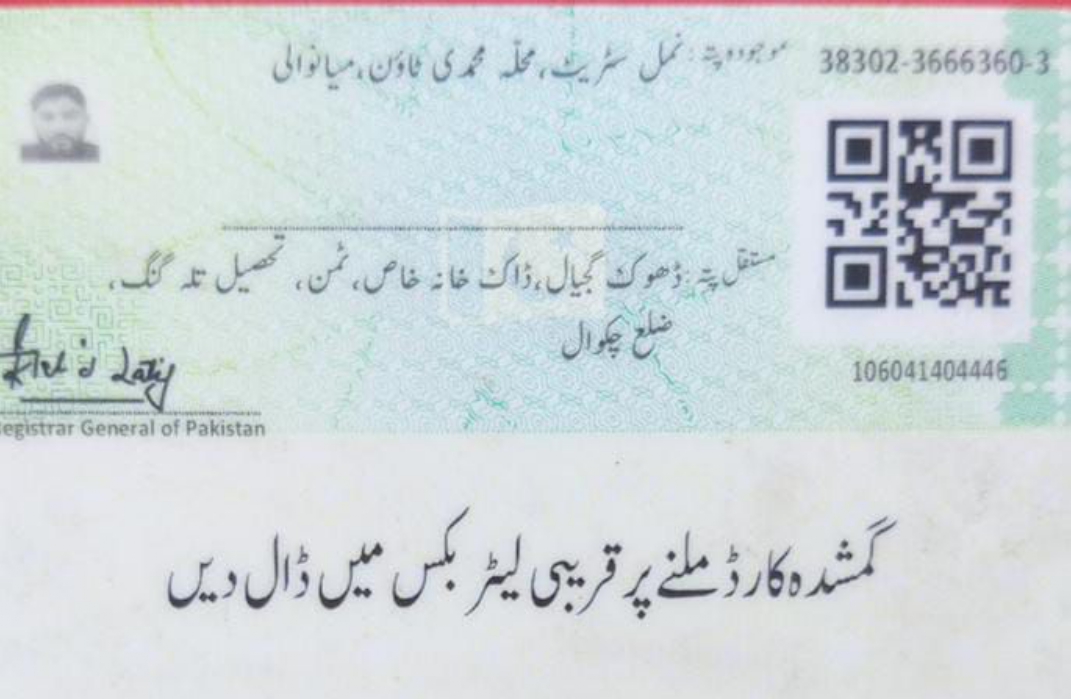 موجودہ پتہ: نمل سٹریٹ، محلّہ محمدی ٹاؤن، میانوالی
38302-3666360-3
مستقل پتہ: ڈھوک گجیال، ڈاک خانہ خاص، ٹمن، تحصیل تلہ گنگ،
ضلع چکوال
106041404446
Registrar General of Pakistan
گمشدہ کارڈ ملنے پر قریبی لیٹر بکس میں ڈال دیں